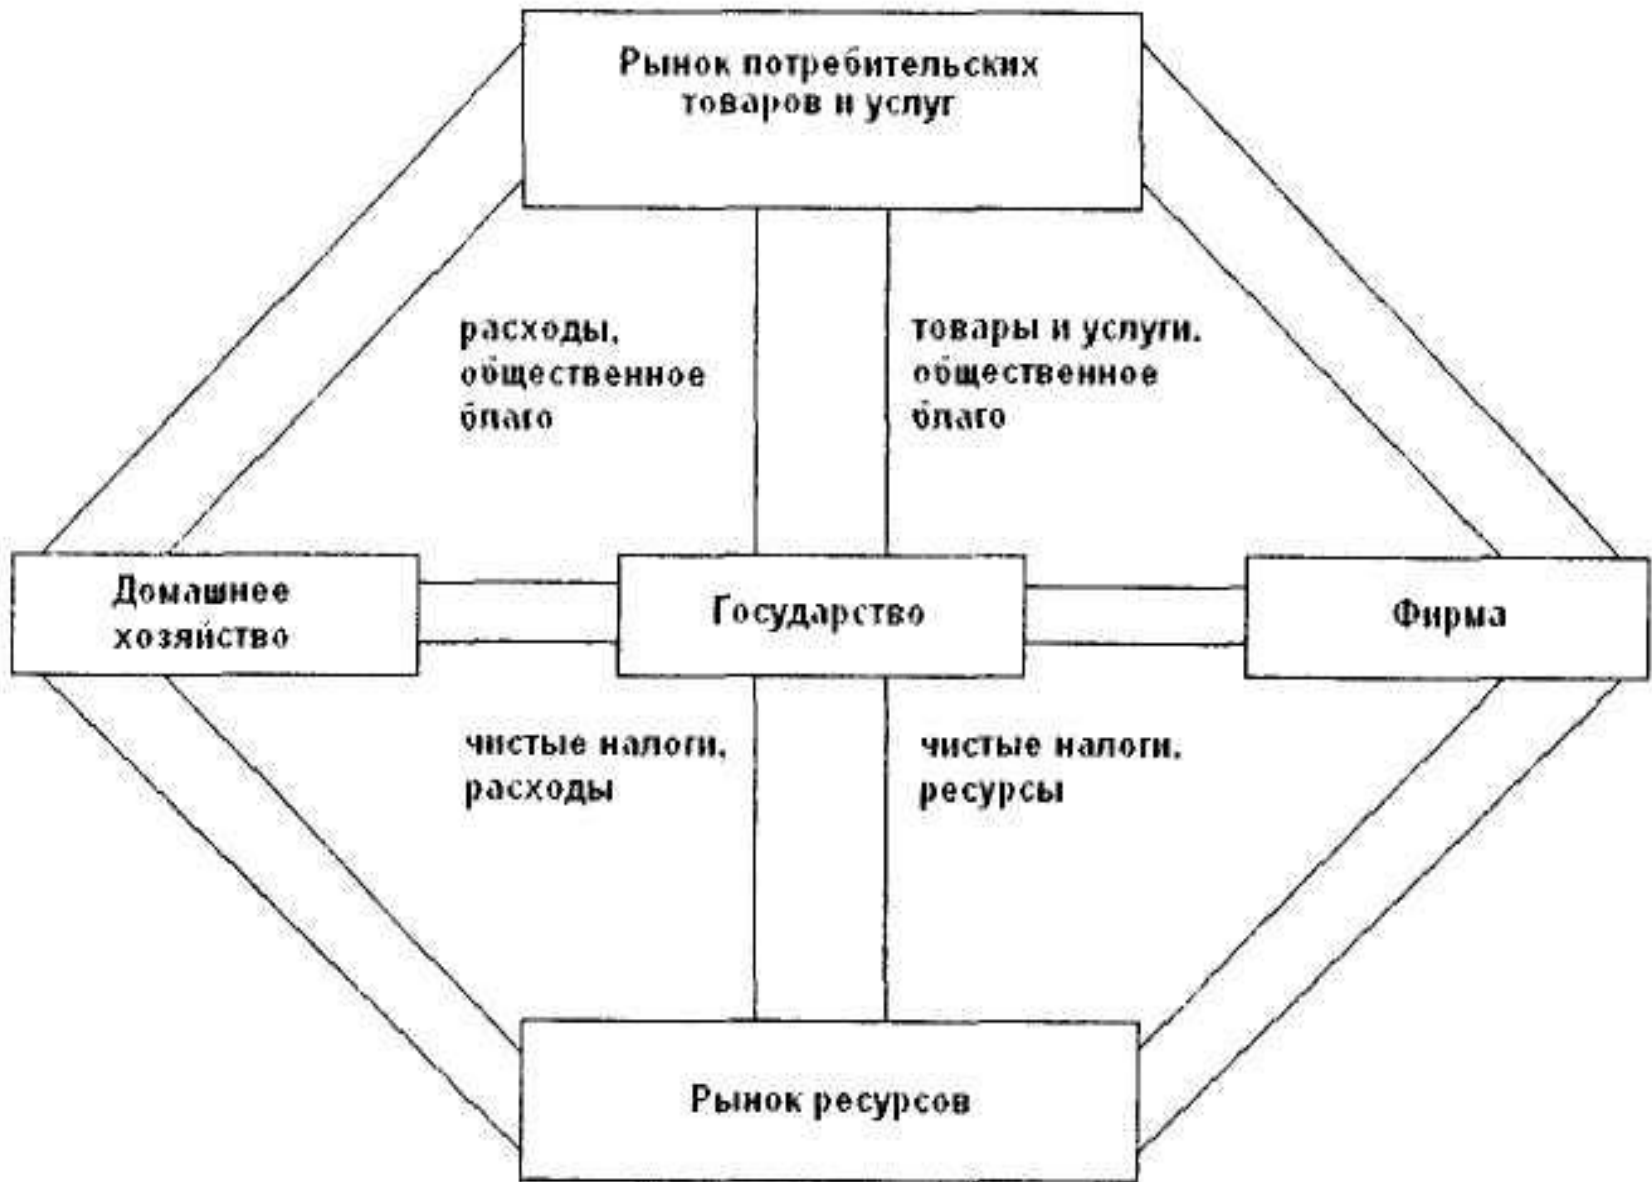 Рынок потребительских
товаров и услуг
расходы,
общественное
благо
товары и услуги,
общественное
благо
Домашнее
хозяйство
Государство
Фирма
чистые налоги,
расходы
чистые налоги,
ресурсы
Рынок ресурсов